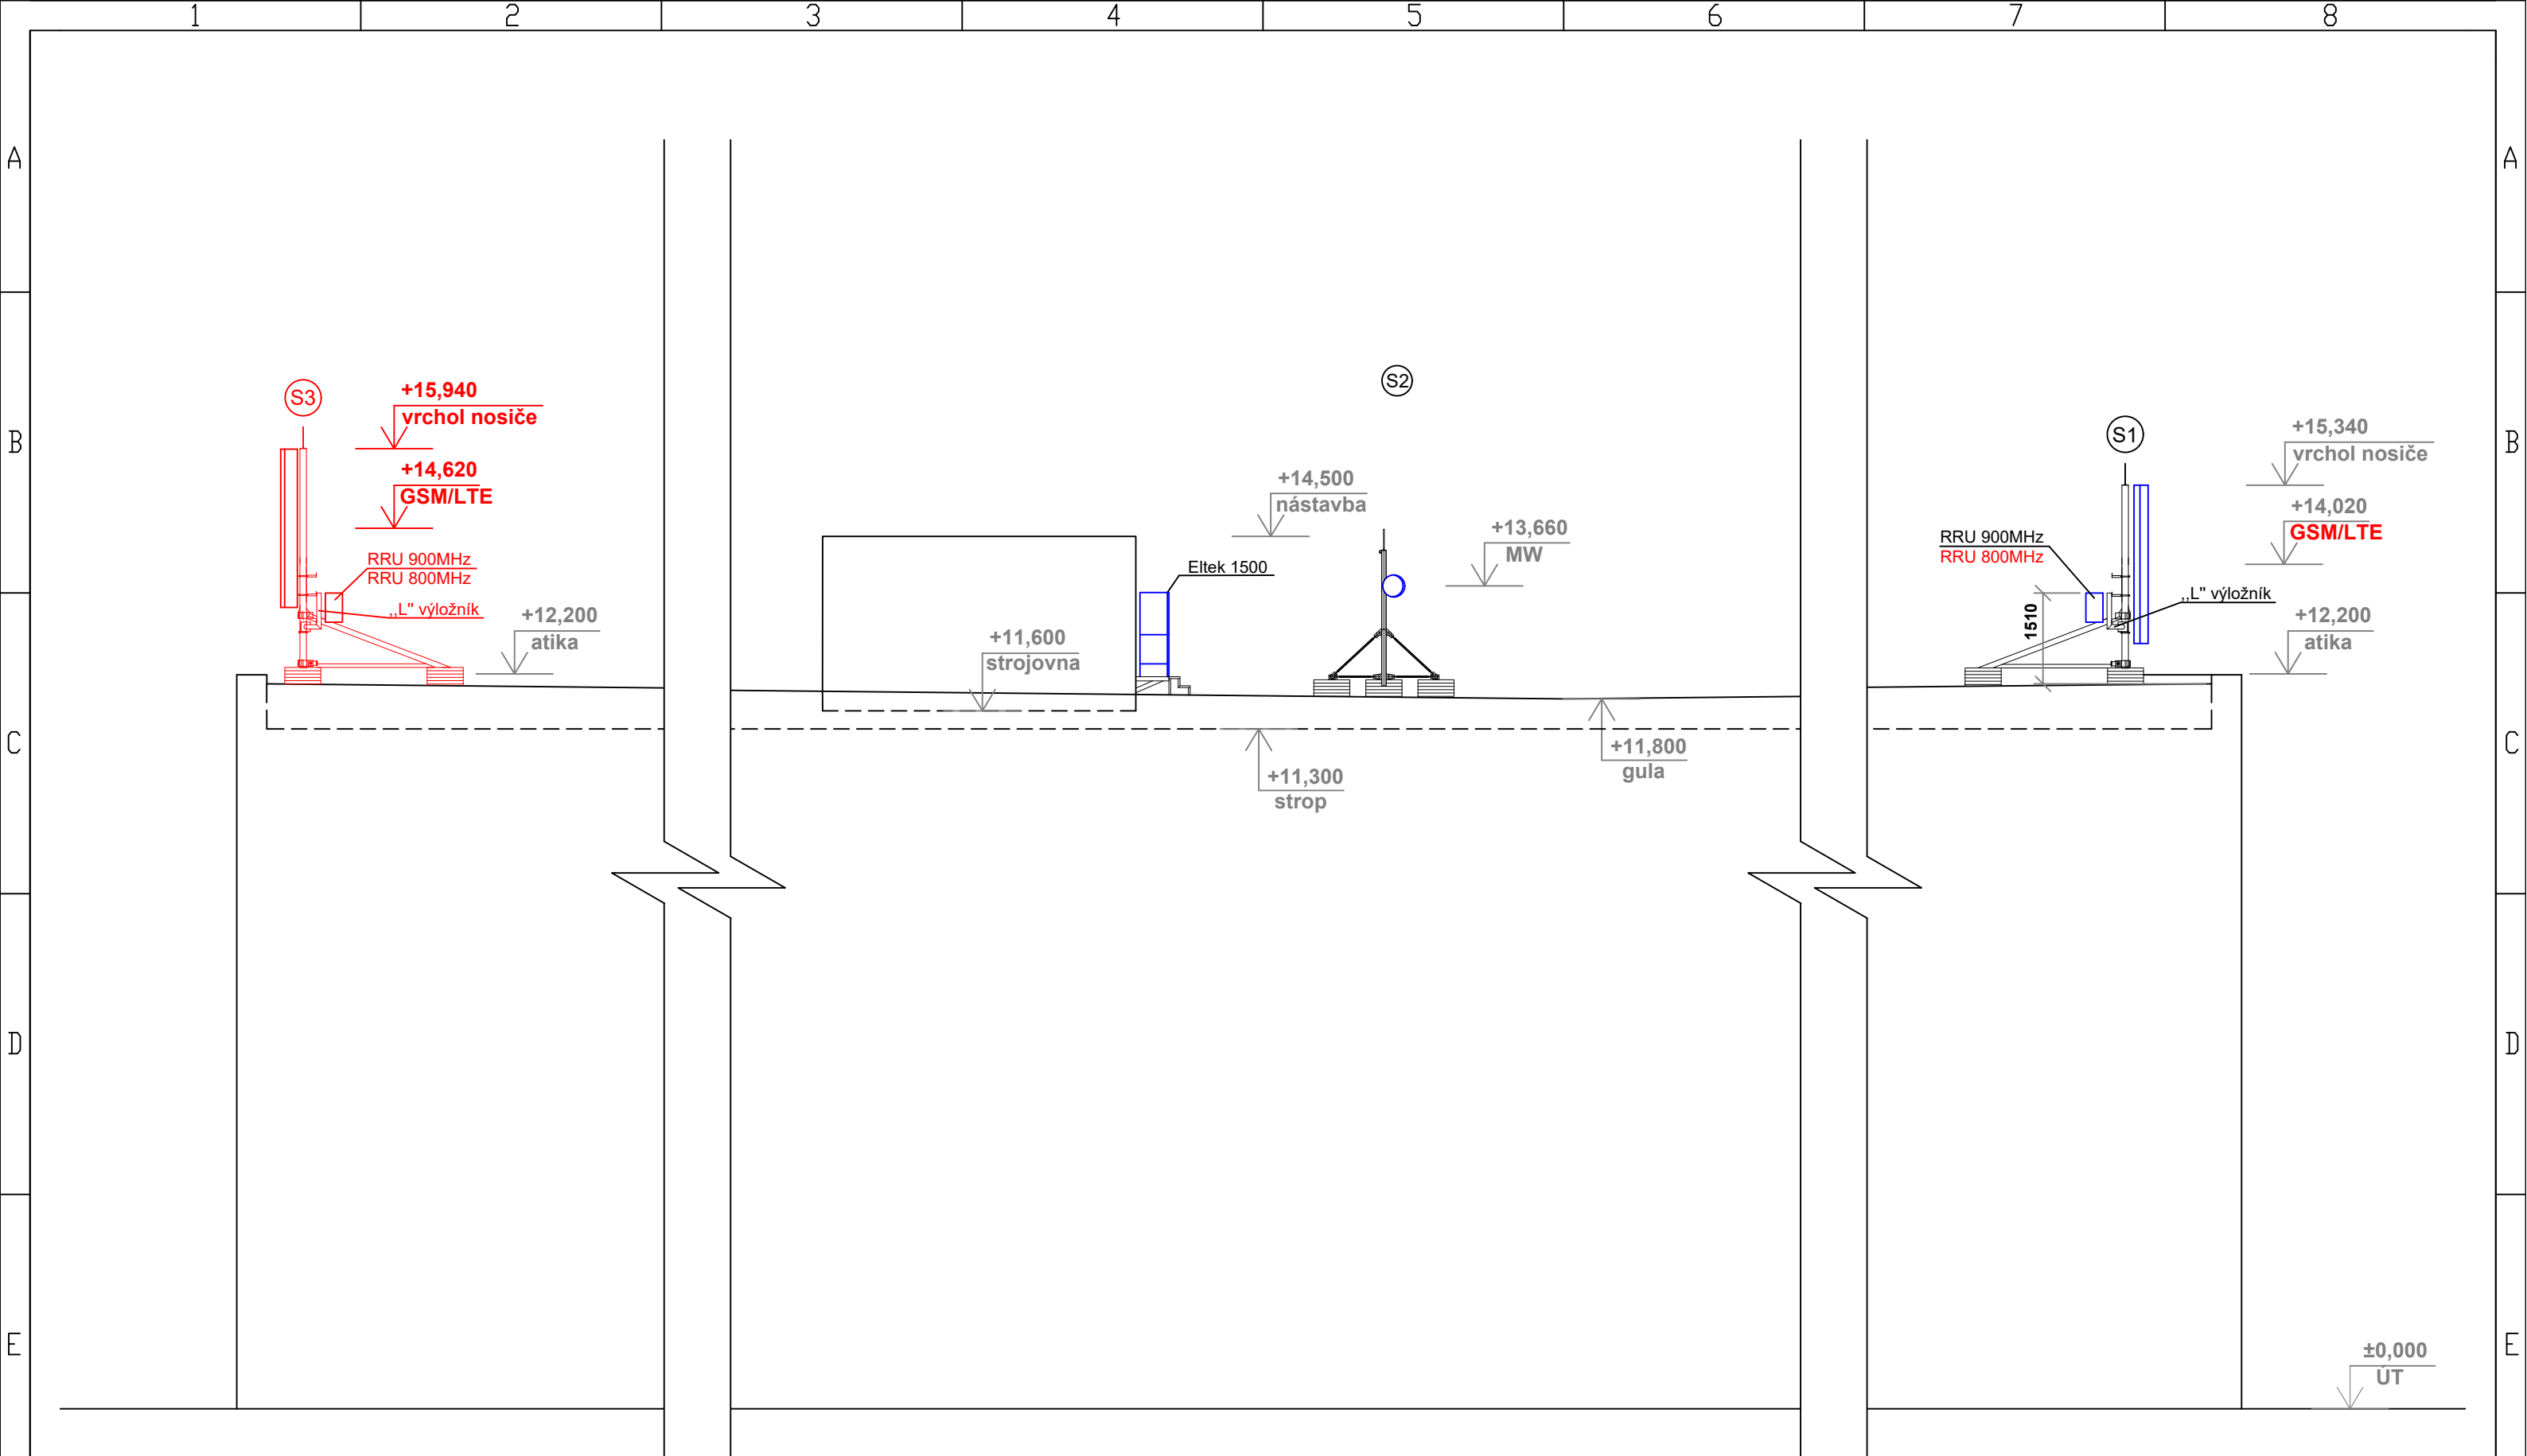 1 2 3 4 5 6 7 8
A A
S2
S3
+15,940
vrchol nosiče
S1
+15,340
vrchol nosiče
B B
+14,620
GSM/LTE
+14,500
nástavba
+14,020
GSM/LTE
+13,660
MW
RRU 900MHz
RRU 800MHz
RRU 900MHz
RRU 800MHz
Eltek 1500
,,L" výložník
,,L" výložník
1510
+12,200
atika
+12,200
atika
+11,600
strojovna
C C
+11,800
gula
+11,300
strop
D D
E E
±0,000
ÚT